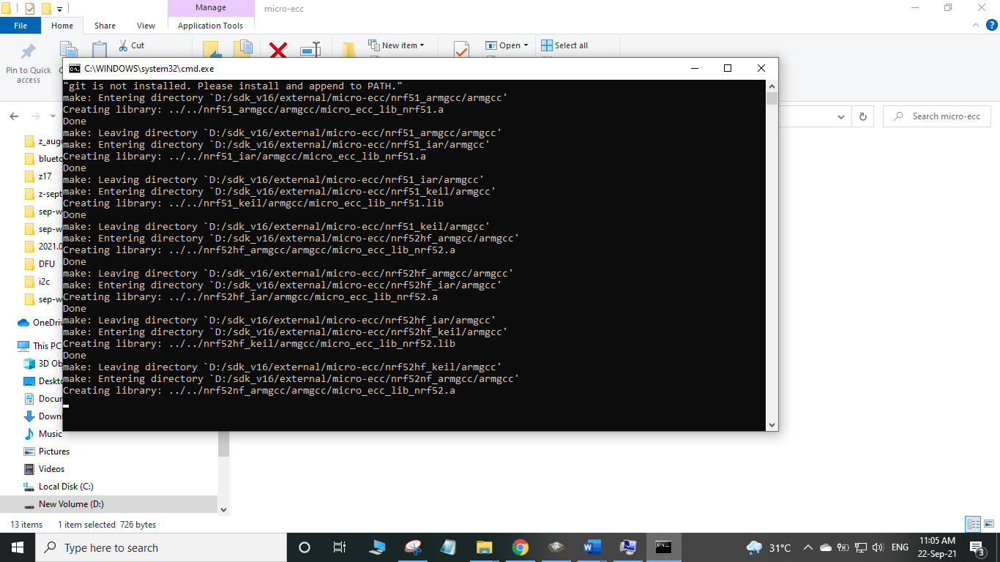 Manage
micro-ecc
File
Home
Share
View
Application Tools
Pin to Quick
access
Cut
New item
Open
Select all
C:\WINDOWS\system32\cmd.exe
"git is not installed. Please install and append to PATH."
make: Entering directory `D:/sdk_v16/external/micro-ecc/nrf51_armgcc/armgcc'
Creating library: ../../nrf51_armgcc/armgcc/micro_ecc_lib_nrf51.a
Done
make: Leaving directory `D:/sdk_v16/external/micro-ecc/nrf51_armgcc/armgcc'
make: Entering directory `D:/sdk_v16/external/micro-ecc/nrf51_iar/armgcc'
Creating library: ../../nrf51_iar/armgcc/micro_ecc_lib_nrf51.a
Done
make: Leaving directory `D:/sdk_v16/external/micro-ecc/nrf51_iar/armgcc'
make: Entering directory `D:/sdk_v16/external/micro-ecc/nrf51_keil/armgcc'
Creating library: ../../nrf51_keil/armgcc/micro_ecc_lib_nrf51.lib
Done
make: Leaving directory `D:/sdk_v16/external/micro-ecc/nrf51_keil/armgcc'
make: Entering directory `D:/sdk_v16/external/micro-ecc/nrf52hf_armgcc/armgcc'
Creating library: ../../nrf52hf_armgcc/armgcc/micro_ecc_lib_nrf52.a
Done
make: Leaving directory `D:/sdk_v16/external/micro-ecc/nrf52hf_armgcc/armgcc'
make: Entering directory `D:/sdk_v16/external/micro-ecc/nrf52hf_iar/armgcc'
Creating library: ../../nrf52hf_iar/armgcc/micro_ecc_lib_nrf52.a
Done
make: Leaving directory `D:/sdk_v16/external/micro-ecc/nrf52hf_iar/armgcc'
make: Entering directory `D:/sdk_v16/external/micro-ecc/nrf52hf_keil/armgcc'
Creating library: ../../nrf52hf_keil/armgcc/micro_ecc_lib_nrf52.lib
Done
make: Leaving directory `D:/sdk_v16/external/micro-ecc/nrf52hf_keil/armgcc'
make: Entering directory `D:/sdk_v16/external/micro-ecc/nrf52nf_armgcc/armgcc'
Creating library: ../../nrf52nf_armgcc/armgcc/micro_ecc_lib_nrf52.a
Search micro-ecc
z_aug
blueto
z17
z-sept
sep-w
sep-w
2021.0
DFU
i2c
sep-w
OneDriv
This PC
3D Ob
Deskto
Docum
Downl
Music
Pictures
Videos
Local Disk (C:)
New Volume (D:)
13 items
1 item selected 726 bytes
Type here to search
31°C
ENG
11:05 AM
22-Sep-21
3